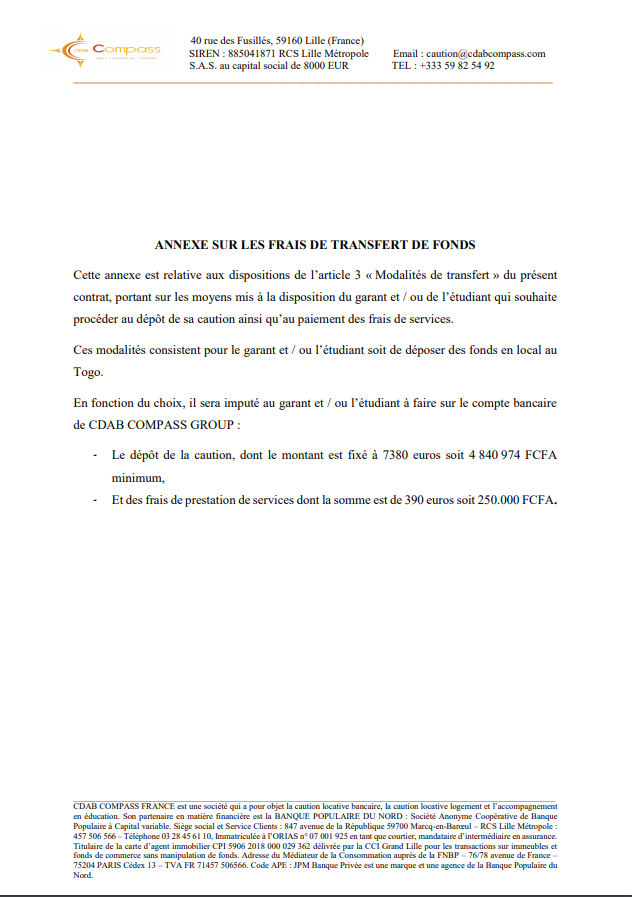 CDAB Compass
40 rue des Fusillés, 59160 Lille (France)
SIREN : 885041871 RCS Lille Métropole Email : caution@cdabcompass.com
S.A.S. au capital social de 8000 EUR TEL : +333 59 82 54 92
ANNEXE SUR LES FRAIS DE TRANSFERT DE FONDS
Cette annexe est relative aux dispositions de l’article 3 « Modalités de transfert » du présent
contrat, portant sur les moyens mis à la disposition du garant et / ou de l’étudiant qui souhaite
procéder au dépôt de sa caution ainsi qu’au paiement des frais de services.
Ces modalités consistent pour le garant et / ou l’étudiant soit de déposer des fonds en local au
Togo.
En fonction du choix, il sera imputé au garant et / ou l’étudiant à faire sur le compte bancaire
de CDAB COMPASS GROUP :
- Le dépôt de la caution, dont le montant est fixé à 7380 euros soit 4 840 974 FCFA
minimum,
- Et des frais de prestation de services dont la somme est de 390 euros soit 250.000 FCFA.
CDAB COMPASS FRANCE est une société qui a pour objet la caution locative bancaire, la caution locative logement et l’accompagnement
en éducation. Son partenaire en matière financière est la BANQUE POPULAIRE DU NORD : Société Anonyme Coopérative de Banque
Populaire à Capital variable. Siège social et Service Clients : 847 avenue de la République 59700 Marcq-en-Barœul – RCS Lille Métropole :
457 506 566 – Téléphone 03 28 45 61 10, Immatriculée à l’ORIAS n° 07 001 925 en tant que courtier, mandataire d’intermédiaire en assurance.
Titulaire de la carte d’agent immobilier CPI 5906 2018 000 029 362 délivrée par la CCI Grand Lille pour les transactions sur immeubles et
fonds de commerce sans manipulation de fonds. Adresse du Médiateur de la Consommation auprès de la FNBP – 76/78 avenue de France –
75204 PARIS Cédex 13 – TVA FR 71457 506566. Code APE : JPM Banque Privée est une marque et une agence de la Banque Populaire du
Nord.